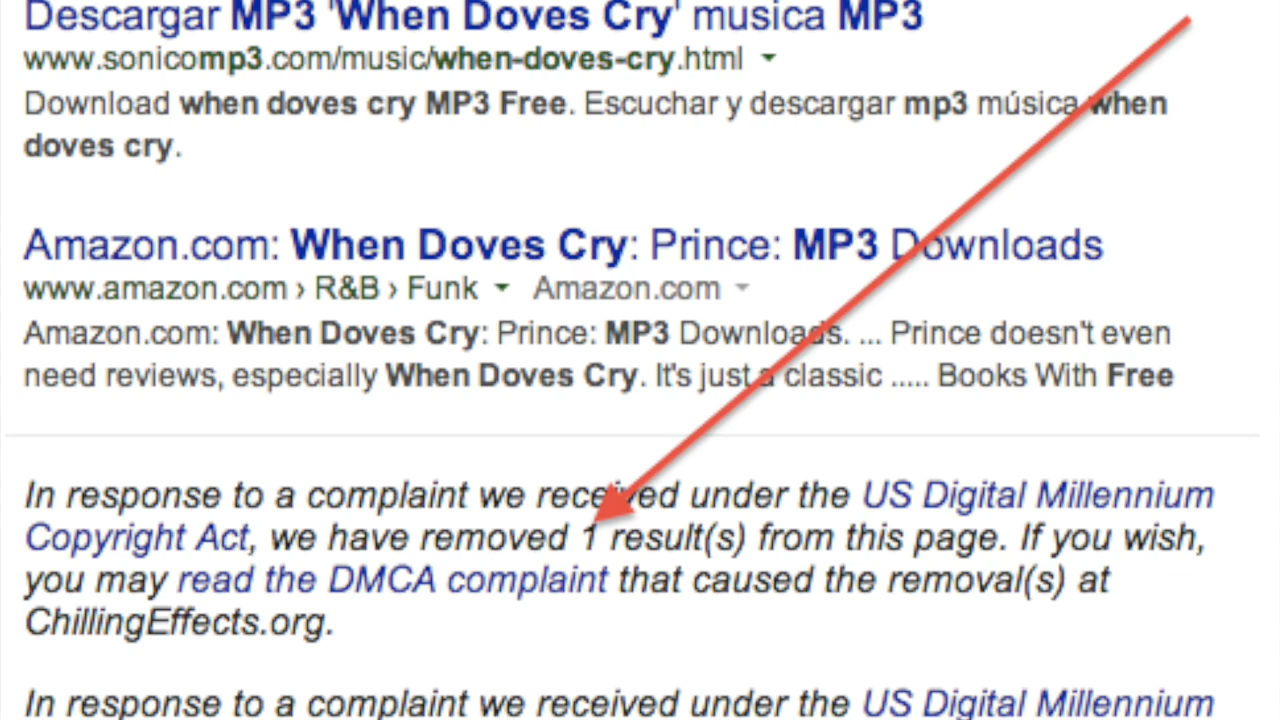 Descargar MP3 'When Doves Cry' musica MP3
www.sonicomp3.com/music/when-doves-cry.html
Download when doves cry MP3 Free. Escuchar y descargar mp3 música when
doves cry.
Amazon.com: When Doves Cry: Prince: MP3 Downloads
www.amazon.com › R&B › Funk Amazon.com
Amazon.com: When Doves Cry: Prince: MP3 Downloads. ... Prince doesn't even
need reviews, especially When Doves Cry. It's just a classic ..... Books With Free
In response to a complaint we received under the US Digital Millennium
Copyright Act, we have removed 1 result(s) from this page. If you wish,
you may read the DMCA complaint that caused the removal(s) at
ChillingEffects.org.
In response to a complaint we received under the US Digital Millennium